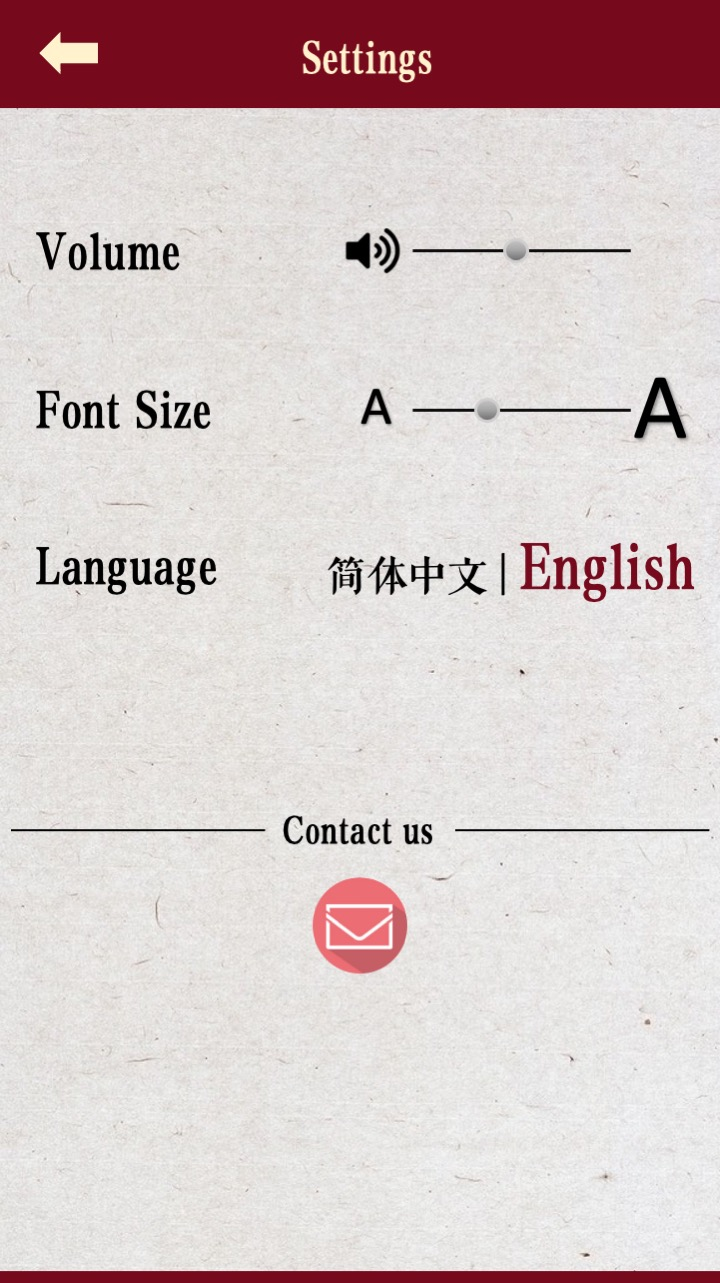 Settings
Volume
Font Size A A
Language 简体中文 | English
Contact us